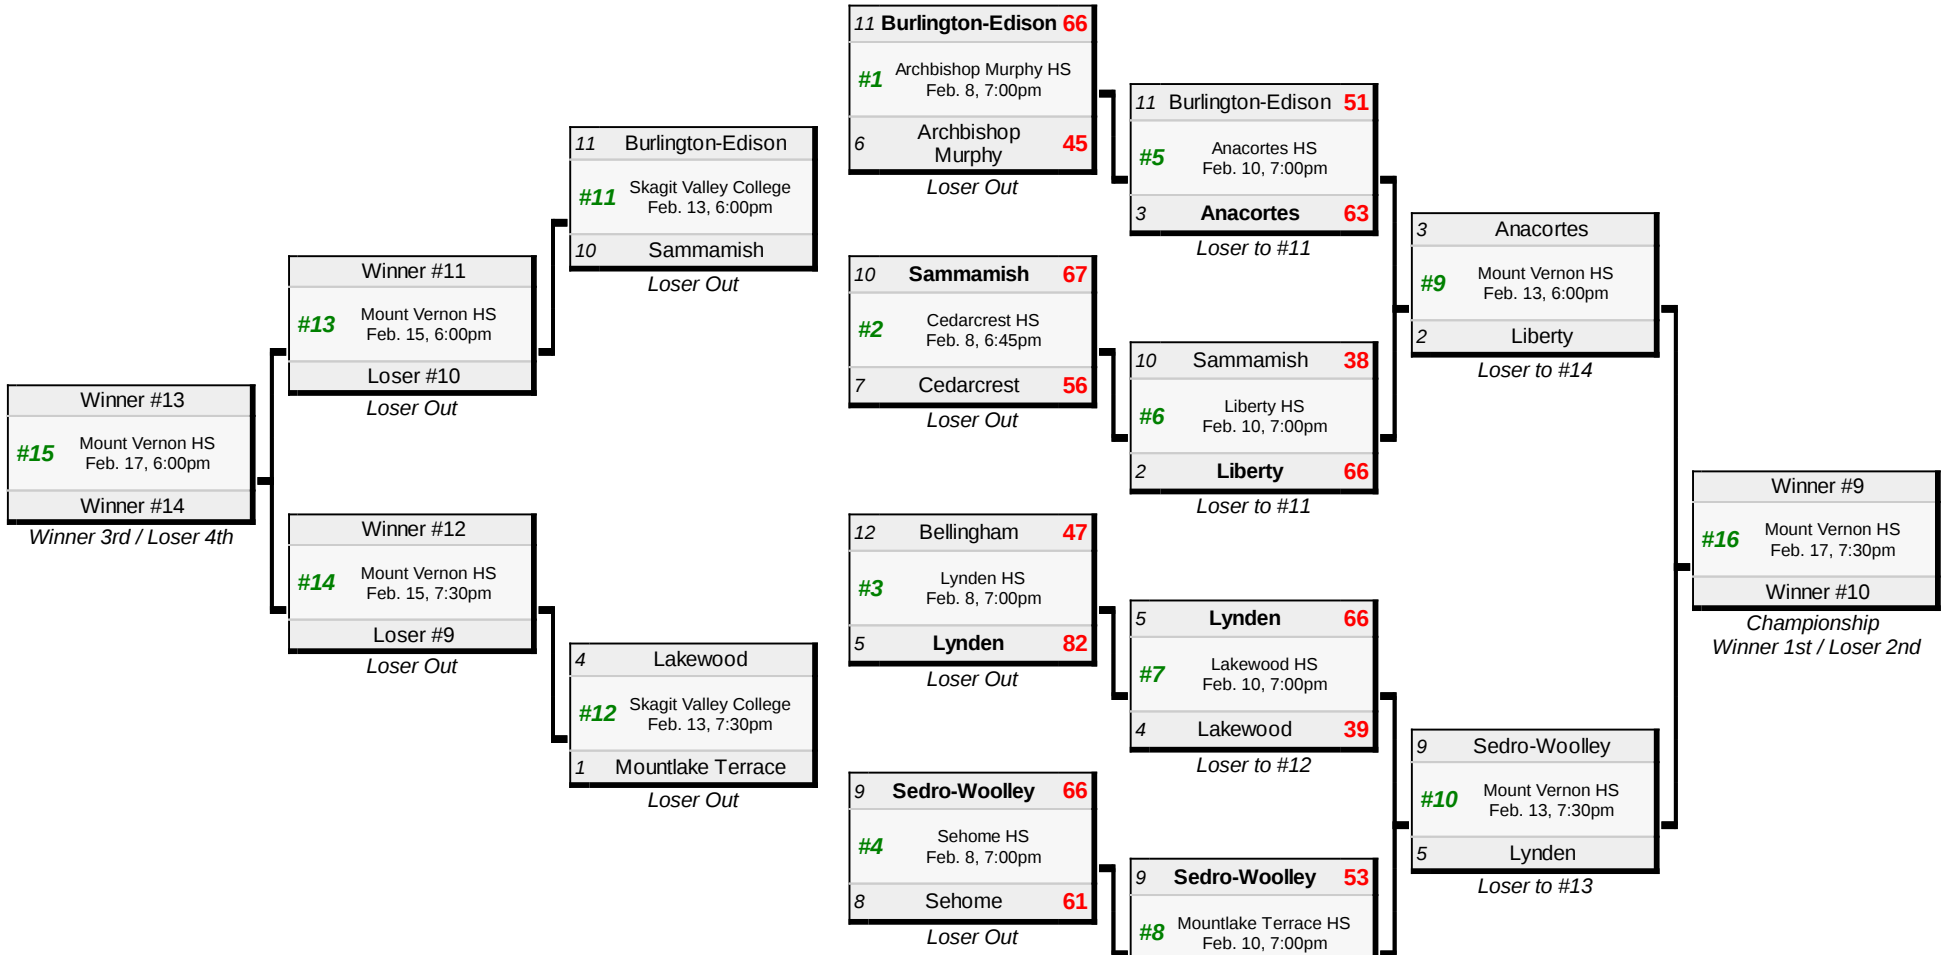 11 Burlington-Edison 66
#1 Archbishop Murphy HS
Feb. 8, 7:00pm
6 Archbishop
Murphy 45
Loser Out
10 Sammamish 67
#2 Cedarcrest HS
Feb. 8, 6:45pm
7 Cedarcrest 56
Loser Out
12 Bellingham 47
#3 Lynden HS
Feb. 8, 7:00pm
5 Lynden 82
Loser Out
9 Sedro-Woolley 66
#4 Sehome HS
Feb. 8, 7:00pm
8 Sehome 61
Loser Out
11 Burlington-Edison 51
#5 Anacortes HS
Feb. 10, 7:00pm
3 Anacortes 63
Loser to #11
10 Sammamish 38
#6 Liberty HS
Feb. 10, 7:00pm
2 Liberty 66
Loser to #11
5 Lynden 66
#7 Lakewood HS
Feb. 10, 7:00pm
4 Lakewood 39
Loser to #12
9 Sedro-Woolley 53
#8 Mountlake Terrace HS
Feb. 10, 7:00pm
3 Anacortes
#9 Mount Vernon HS
Feb. 13, 6:00pm
2 Liberty
Loser to #14
9 Sedro-Woolley
#10 Mount Vernon HS
Feb. 13, 7:30pm
5 Lynden
Loser to #13
11 Burlington-Edison
#11 Skagit Valley College
Feb. 13, 6:00pm
10 Sammamish
Loser Out
4 Lakewood
#12 Skagit Valley College
Feb. 13, 7:30pm
1 Mountlake Terrace
Loser Out
Winner #11
#13 Mount Vernon HS
Feb. 15, 6:00pm
Loser #10
Loser Out
Winner #12
#14 Mount Vernon HS
Feb. 15, 7:30pm
Loser #9
Loser Out
Winner #13
#15 Mount Vernon HS
Feb. 17, 6:00pm
Winner #14
Winner 3rd / Loser 4th
Winner #9
#16 Mount Vernon HS
Feb. 17, 7:30pm
Winner #10
Championship
Winner 1st / Loser 2nd